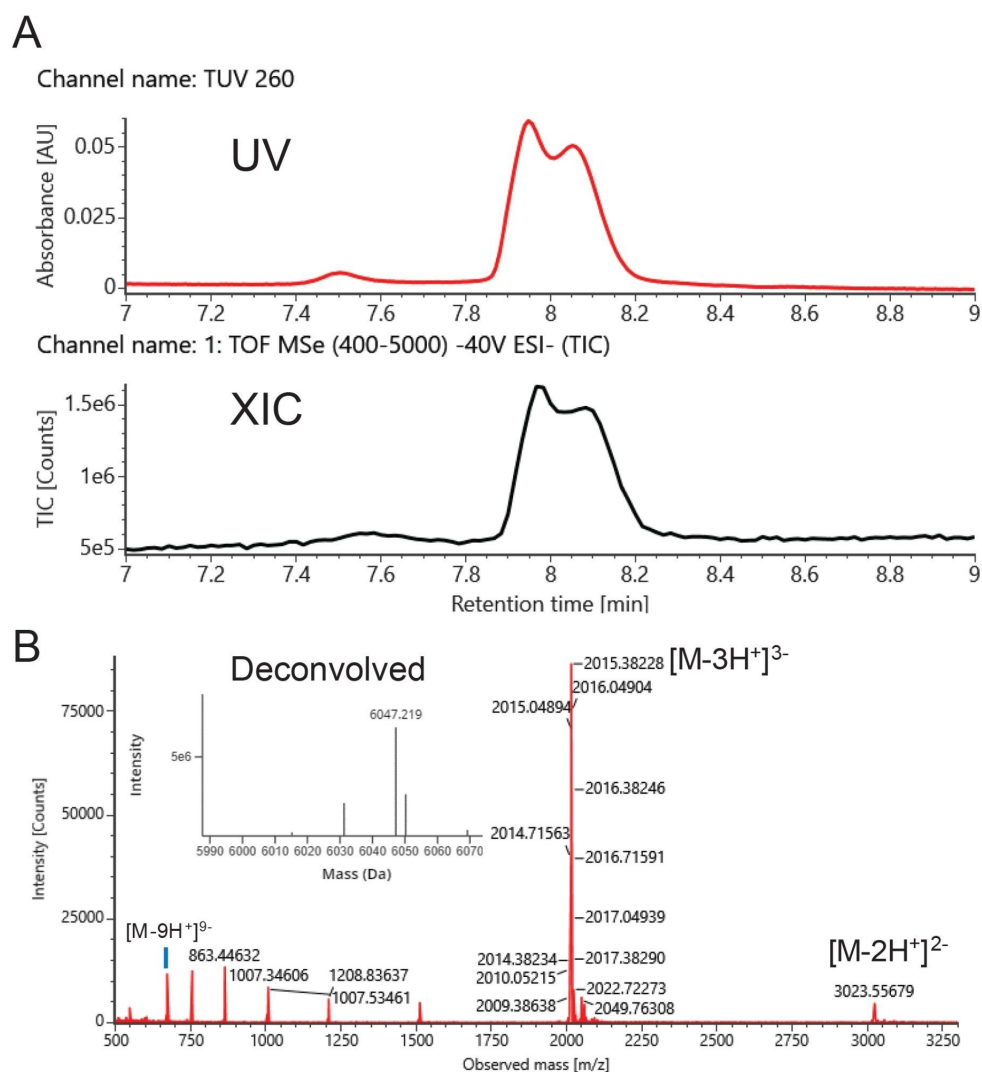 A
Channel name: TUV 260
UV
Absorbance [AU]
0.05
0.025
0
7 7.2 7.4 7.6 7.8 8 8.2 8.4 8.6 8.8 9
Channel name: 1: TOF MSe (400-5000) -40V ESI- (TIC)
XIC
TIC [Counts]
1.5e6
1e6
5e5
7 7.2 7.4 7.6 7.8 8 8.2 8.4 8.6 8.8 9
Retention time [min]
B
Deconvolved
6047.219
Intensity
5e6
5990 6000 6010 6020 6030 6040 6050 6060 6070
Mass (Da)
Intensity [Counts]
75000
50000
25000
0
[M-9H⁺]⁹⁻
863.44632
1007.34606
1208.83637
1007.53461
2015.38228
[M-3H⁺]³⁻
2016.04904
2015.04894
2016.38246
2014.71563
2016.71591
2017.04939
2014.38234
2017.38290
2010.05215
2022.72273
2009.38638
2049.76308
[M-2H⁺]²⁻
3023.55679
500 750 1000 1250 1500 1750 2000 2250 2500 2750 3000 3250
Observed mass [m/z]